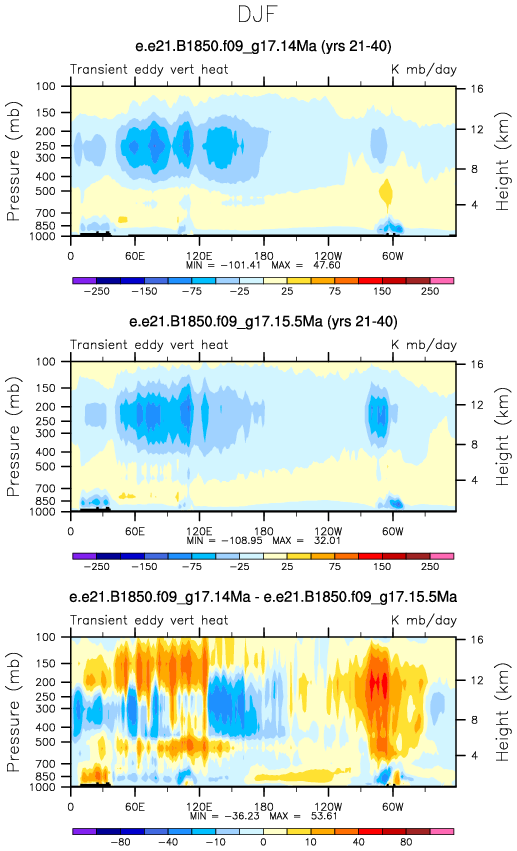 DJF
e.e21.B1850.f09_g17.14Ma (yrs 21-40)
Transient eddy vert heat K mb/day
Pressure (mb)
100
150
200
250
300
400
500
700
850
1000
16
12
8
4
Height (km)
0 60E 120E 180 120W 60W
MIN = -101.41 MAX = 47.60
-250 -150 -75 -25 25 75 150 250
e.e21.B1850.f09_g17.15.5Ma (yrs 21-40)
Transient eddy vert heat K mb/day
Pressure (mb)
100
150
200
250
300
400
500
700
850
1000
16
12
8
4
Height (km)
0 60E 120E 180 120W 60W
MIN = -108.95 MAX = 32.01
-250 -150 -75 -25 25 75 150 250
e.e21.B1850.f09_g17.14Ma - e.e21.B1850.f09_g17.15.5Ma
Transient eddy vert heat K mb/day
Pressure (mb)
100
150
200
250
300
400
500
700
850
1000
16
12
8
4
Height (km)
0 60E 120E 180 120W 60W
MIN = -36.23 MAX = 53.61
-80 -40 -10 0 10 40 80